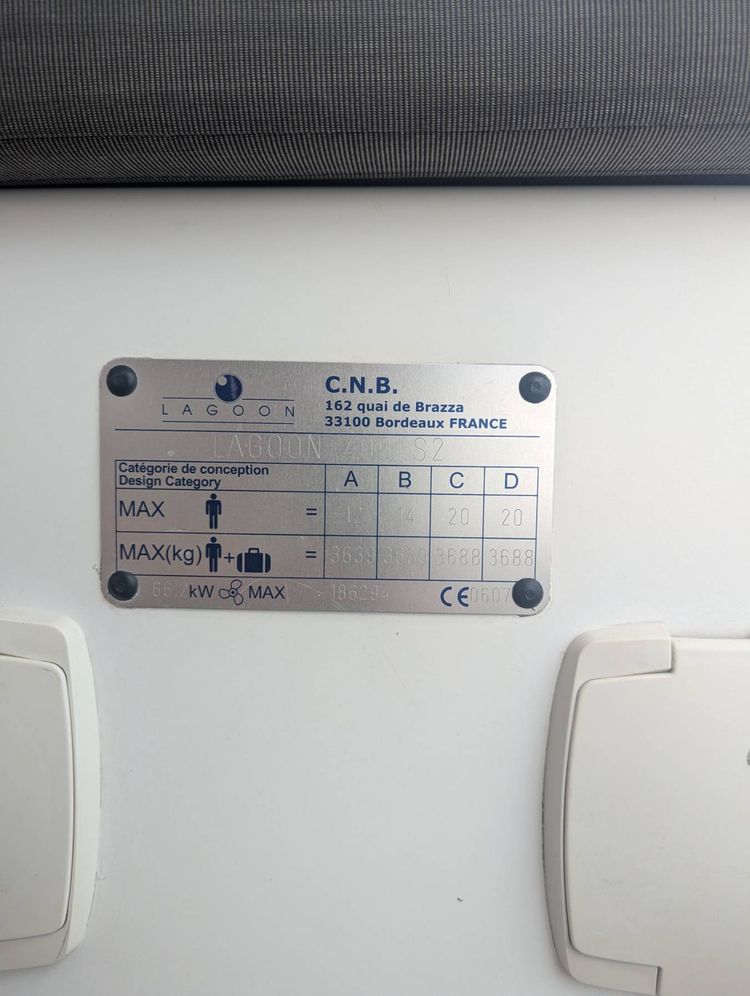 LAGOON
C.N.B.
162 quai de Brazza
33100 Bordeaux FRANCE
LAGOON 400 S2
Catégorie de conception
Design Category
A B C D
MAX = 12 14 20 20
MAX(kg) + = 3639 3639 3688 3688
66.2 kW MAX 186294 CE 0607